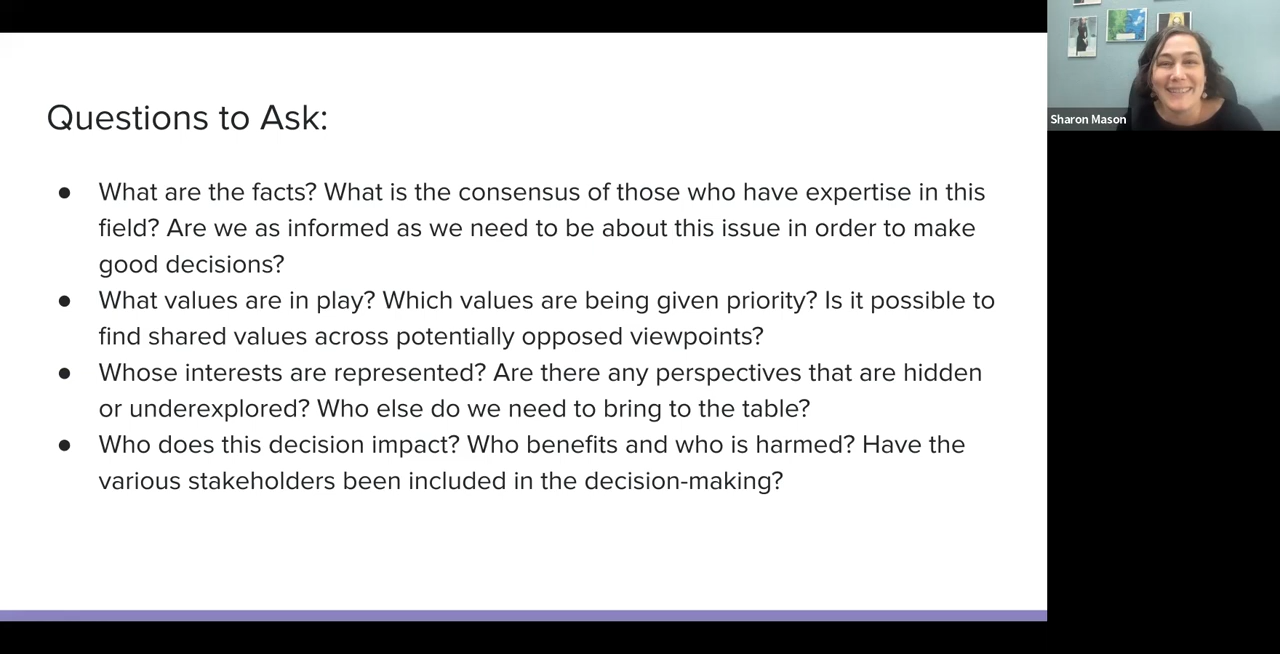 Questions to Ask:
● What are the facts? What is the consensus of those who have expertise in this
field? Are we as informed as we need to be about this issue in order to make
good decisions?
● What values are in play? Which values are being given priority? Is it possible to
find shared values across potentially opposed viewpoints?
● Whose interests are represented? Are there any perspectives that are hidden
or underexplored? Who else do we need to bring to the table?
● Who does this decision impact? Who benefits and who is harmed? Have the
various stakeholders been included in the decision-making?
Sharon Mason